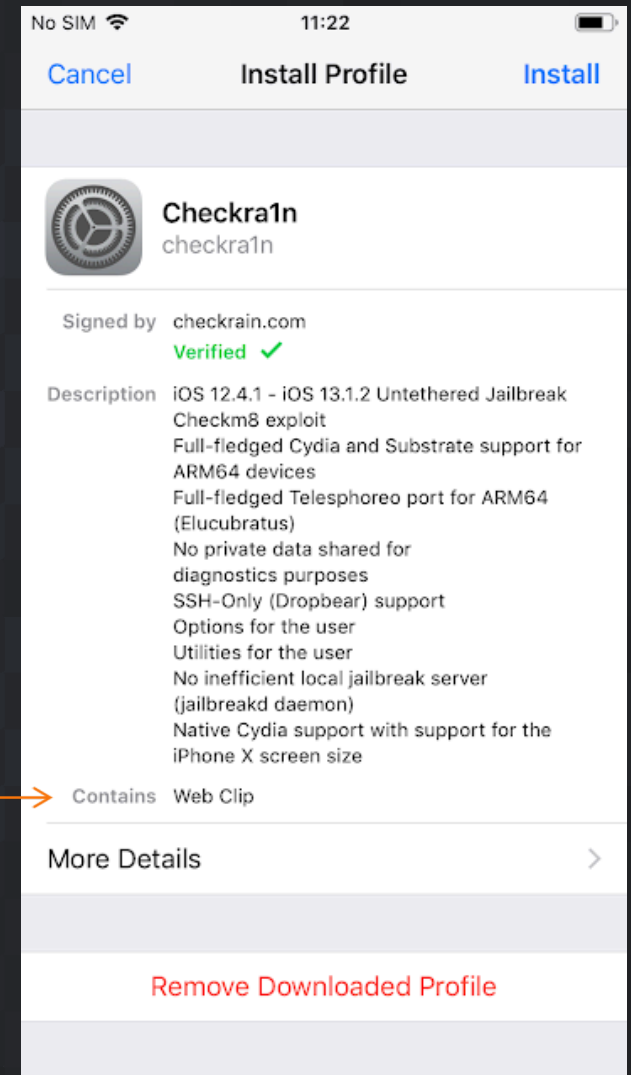 No SIM 11:22
Cancel Install Profile Install
Checkra1n
checkra1n
Signed by checkrain.com
Verified ✓
Description iOS 12.4.1 - iOS 13.1.2 Untethered Jailbreak
Checkm8 exploit
Full-fledged Cydia and Substrate support for
ARM64 devices
Full-fledged Telesphoreo port for ARM64
(Elucubratus)
No private data shared for
diagnostics purposes
SSH-Only (Dropbear) support
Options for the user
Utilities for the user
No inefficient local jailbreak server
(jailbreakd daemon)
Native Cydia support with support for the
iPhone X screen size
Contains Web Clip
More Details
Remove Downloaded Profile